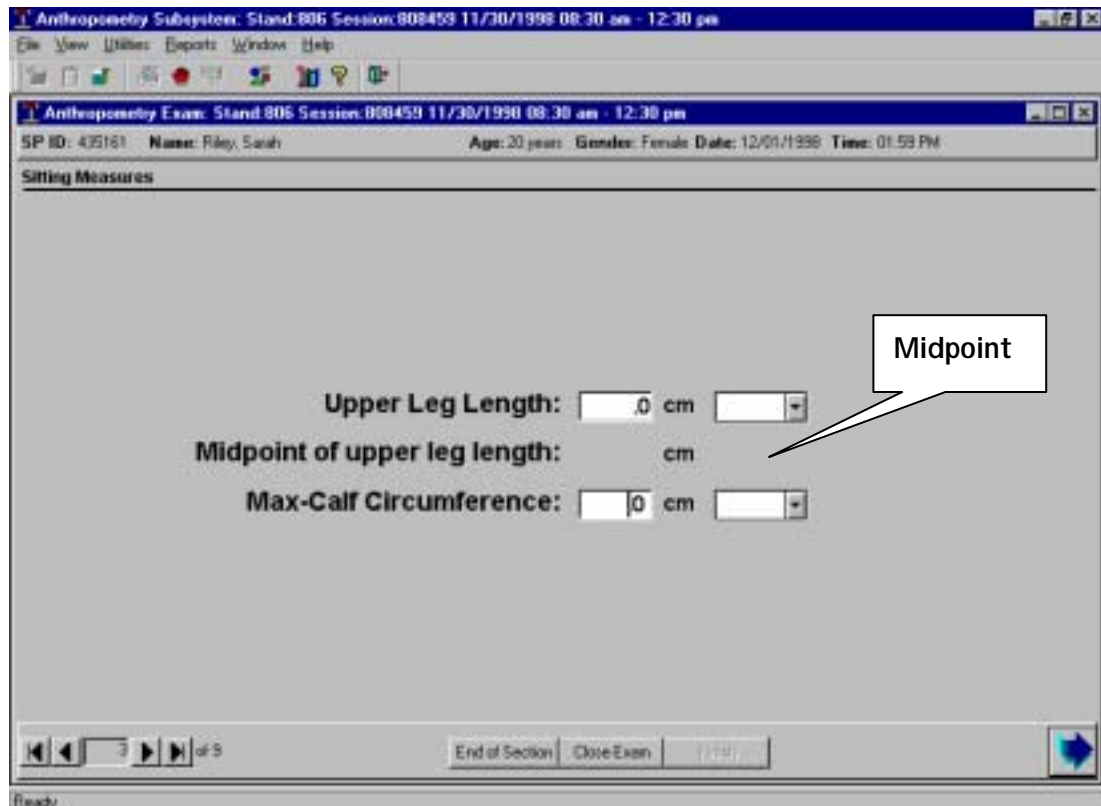 Anthropometry Subsystem: Stand:806 Session:808459 11/30/1998 08:30 am - 12:30 pm
File View Utilities Reports Window Help
Anthropometry Exam: Stand:806 Session:808459 11/30/1998 08:30 am - 12:30 pm
SP ID: 435161 Name: Riley, Sarah Age: 20 years Gender: Female Date: 12/01/1998 Time: 01:59 PM
Sitting Measures
Midpoint
Upper Leg Length: .0 cm
Midpoint of upper leg length: cm
Max-Calf Circumference: 0 cm
3 of 9 End of Section Close Exam
Ready